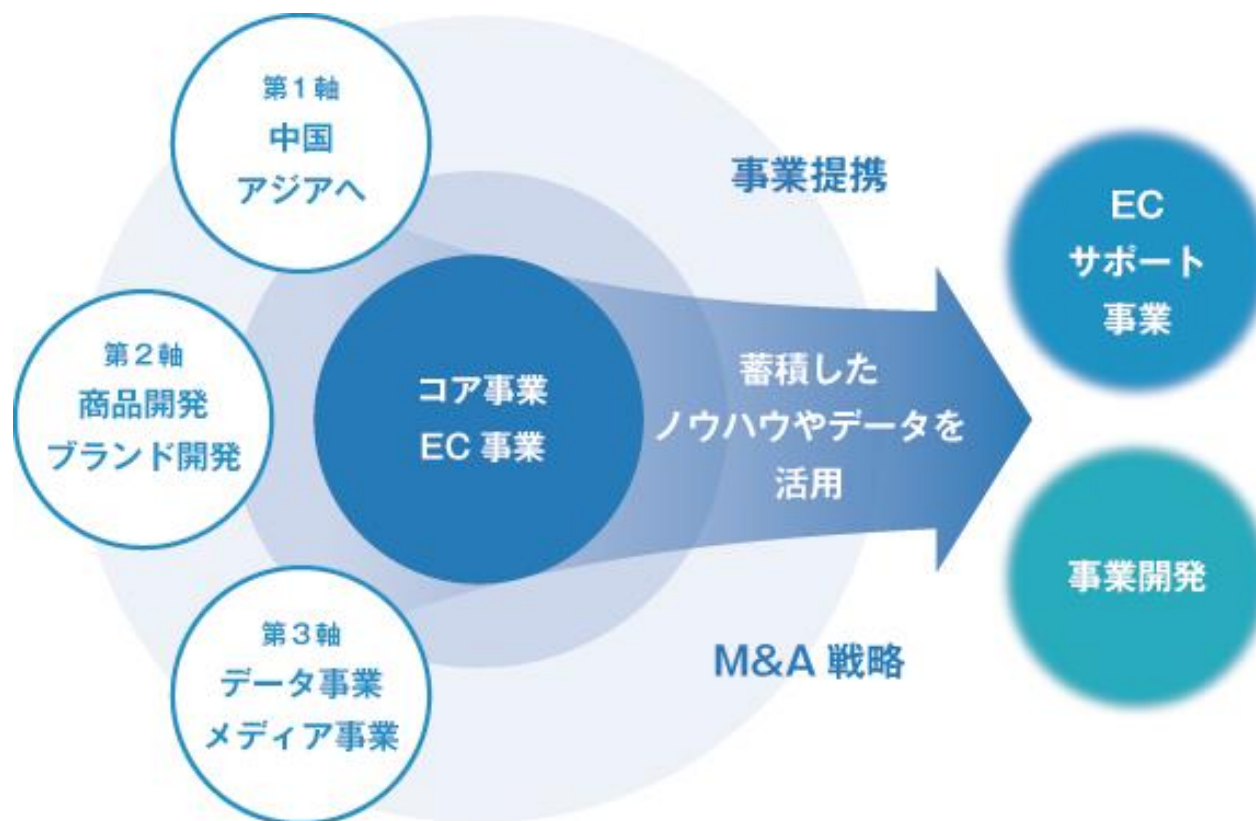 第1軸
中国
アジアへ
第2軸
商品開発
ブランド開発
第3軸
データ事業
メディア事業
コア事業
EC 事業
事業提携
蓄積した
ノウハウやデータを
活用
M&A 戦略
EC
サポート
事業
事業開発